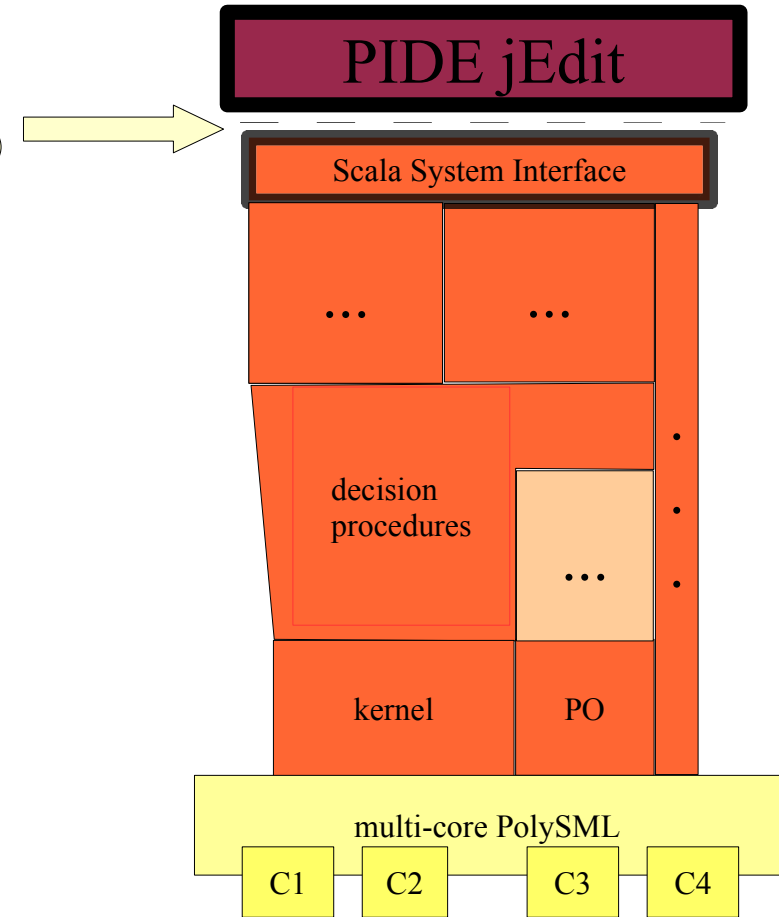 PIDE jEdit
)
Scala System Interface
... ...
decision
procedures
...
.
.
.
kernel PO
multi-core PolySML
C1 C2 C3 C4